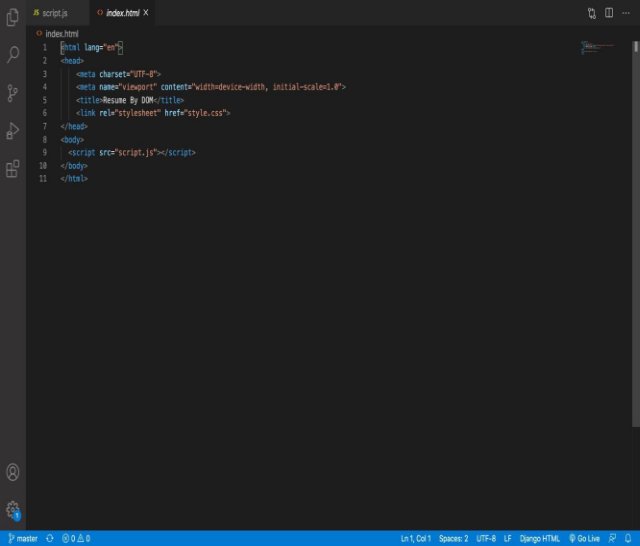 JS script.js <> index.html ×
<> index.html
1 <html lang="en">
2 <head>
3 <meta charset="UTF-8">
4 <meta name="viewport" content="width=device-width, initial-scale=1.0">
5 <title>Resume By DOM</title>
6 <link rel="stylesheet" href="style.css">
7 </head>
8 <body>
9 <script src="script.js"></script>
10 </body>
11 </html>
1
master 0 0 Ln 1, Col 1 Spaces: 2 UTF-8 LF Django HTML Go Live